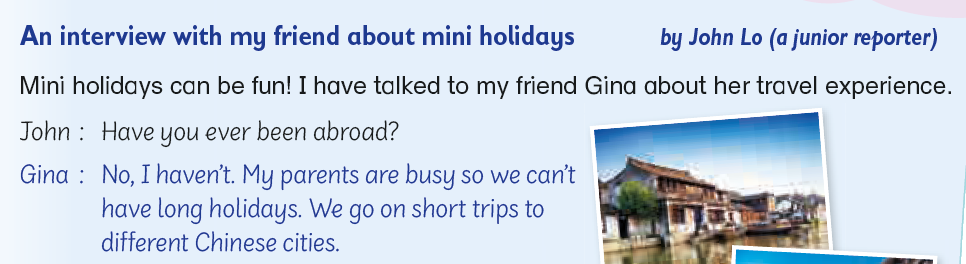 An interview with my friend about mini holidays by John Lo (a junior reporter)
Mini holidays can be fun! I have talked to my friend Gina about her travel experience.
John : Have you ever been abroad?
Gina : No, I haven't. My parents are busy so we can't
have long holidays. We go on short trips to
different Chinese cities.